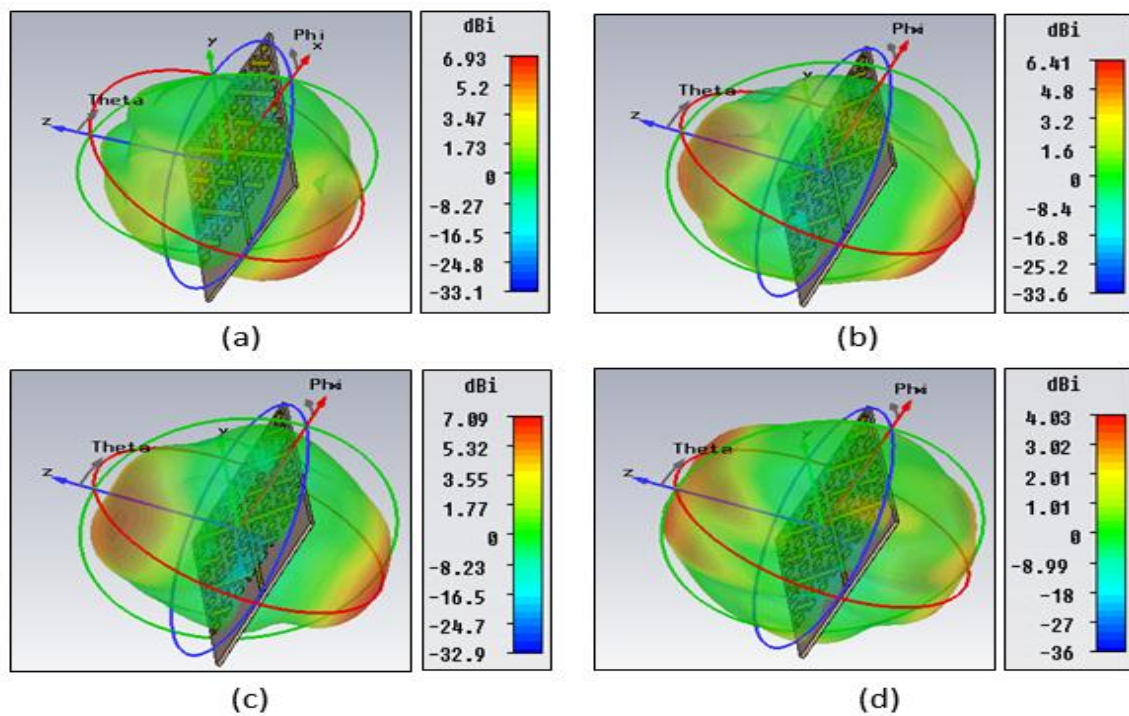 dBi
6.93
5.2
3.47
1.73
0
-8.27
-16.5
-24.8
-33.1
y
Phi
x
Theta
z
(a)
dBi
6.41
4.8
3.2
1.6
0
-8.4
-16.8
-25.2
-33.6
y
Theta
z
(b)
dBi
7.09
5.32
3.55
1.77
0
-8.23
-16.5
-24.7
-32.9
y
Theta
z
(c)
dBi
4.03
3.02
2.01
1.01
0
-8.99
-18
-27
-36
y
Theta
z
(d)